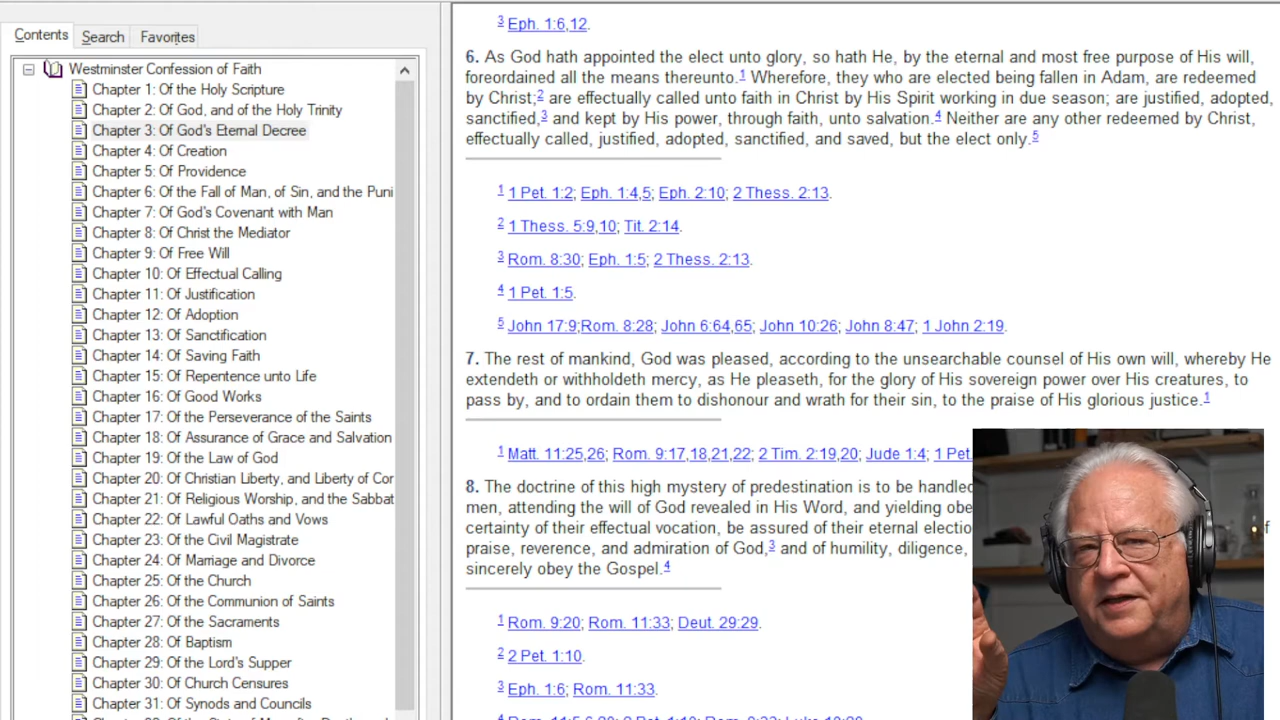 Contents
Search
Favorites
Westminster Confession of Faith
Chapter 1: Of the Holy Scripture
Chapter 2: Of God, and of the Holy Trinity
Chapter 3: Of God's Eternal Decree
Chapter 4: Of Creation
Chapter 5: Of Providence
Chapter 6: Of the Fall of Man, of Sin, and the Puni
Chapter 7: Of God's Covenant with Man
Chapter 8: Of Christ the Mediator
Chapter 9: Of Free Will
Chapter 10: Of Effectual Calling
Chapter 11: Of Justification
Chapter 12: Of Adoption
Chapter 13: Of Sanctification
Chapter 14: Of Saving Faith
Chapter 15: Of Repentence unto Life
Chapter 16: Of Good Works
Chapter 17: Of the Perseverance of the Saints
Chapter 18: Of Assurance of Grace and Salvation
Chapter 19: Of the Law of God
Chapter 20: Of Christian Liberty, and Liberty of Cor
Chapter 21: Of Religious Worship, and the Sabbat
Chapter 22: Of Lawful Oaths and Vows
Chapter 23: Of the Civil Magistrate
Chapter 24: Of Marriage and Divorce
Chapter 25: Of the Church
Chapter 26: Of the Communion of Saints
Chapter 27: Of the Sacraments
Chapter 28: Of Baptism
Chapter 29: Of the Lord's Supper
Chapter 30: Of Church Censures
Chapter 31: Of Synods and Councils
3 Eph. 1:6,12.
6. As God hath appointed the elect unto glory, so hath He, by the eternal and most free purpose of His will,
foreordained all the means thereunto.1 Wherefore, they who are elected being fallen in Adam, are redeemed
by Christ;2 are effectually called unto faith in Christ by His Spirit working in due season; are justified, adopted,
sanctified,3 and kept by His power, through faith, unto salvation.4 Neither are any other redeemed by Christ,
effectually called, justified, adopted, sanctified, and saved, but the elect only.5
1 1 Pet. 1:2; Eph. 1:4,5; Eph. 2:10; 2 Thess. 2:13.
2 1 Thess. 5:9,10; Tit. 2:14.
3 Rom. 8:30; Eph. 1:5; 2 Thess. 2:13.
4 1 Pet. 1:5.
5 John 17:9;Rom. 8:28; John 6:64,65; John 10:26; John 8:47; 1 John 2:19.
7. The rest of mankind, God was pleased, according to the unsearchable counsel of His own will, whereby He
extendeth or withholdeth mercy, as He pleaseth, for the glory of His sovereign power over His creatures, to
pass by, and to ordain them to dishonour and wrath for their sin, to the praise of His glorious justice.1
1 Matt. 11:25,26; Rom. 9:17,18,21,22; 2 Tim. 2:19,20; Jude 1:4; 1 Pet.
8. The doctrine of this high mystery of predestination is to be handled
men, attending the will of God revealed in His Word, and yielding obe
certainty of their effectual vocation, be assured of their eternal electio f
praise, reverence, and admiration of God,3 and of humility, diligence,
sincerely obey the Gospel.4
1 Rom. 9:20; Rom. 11:33; Deut. 29:29.
2 2 Pet. 1:10.
3 Eph. 1:6; Rom. 11:33.